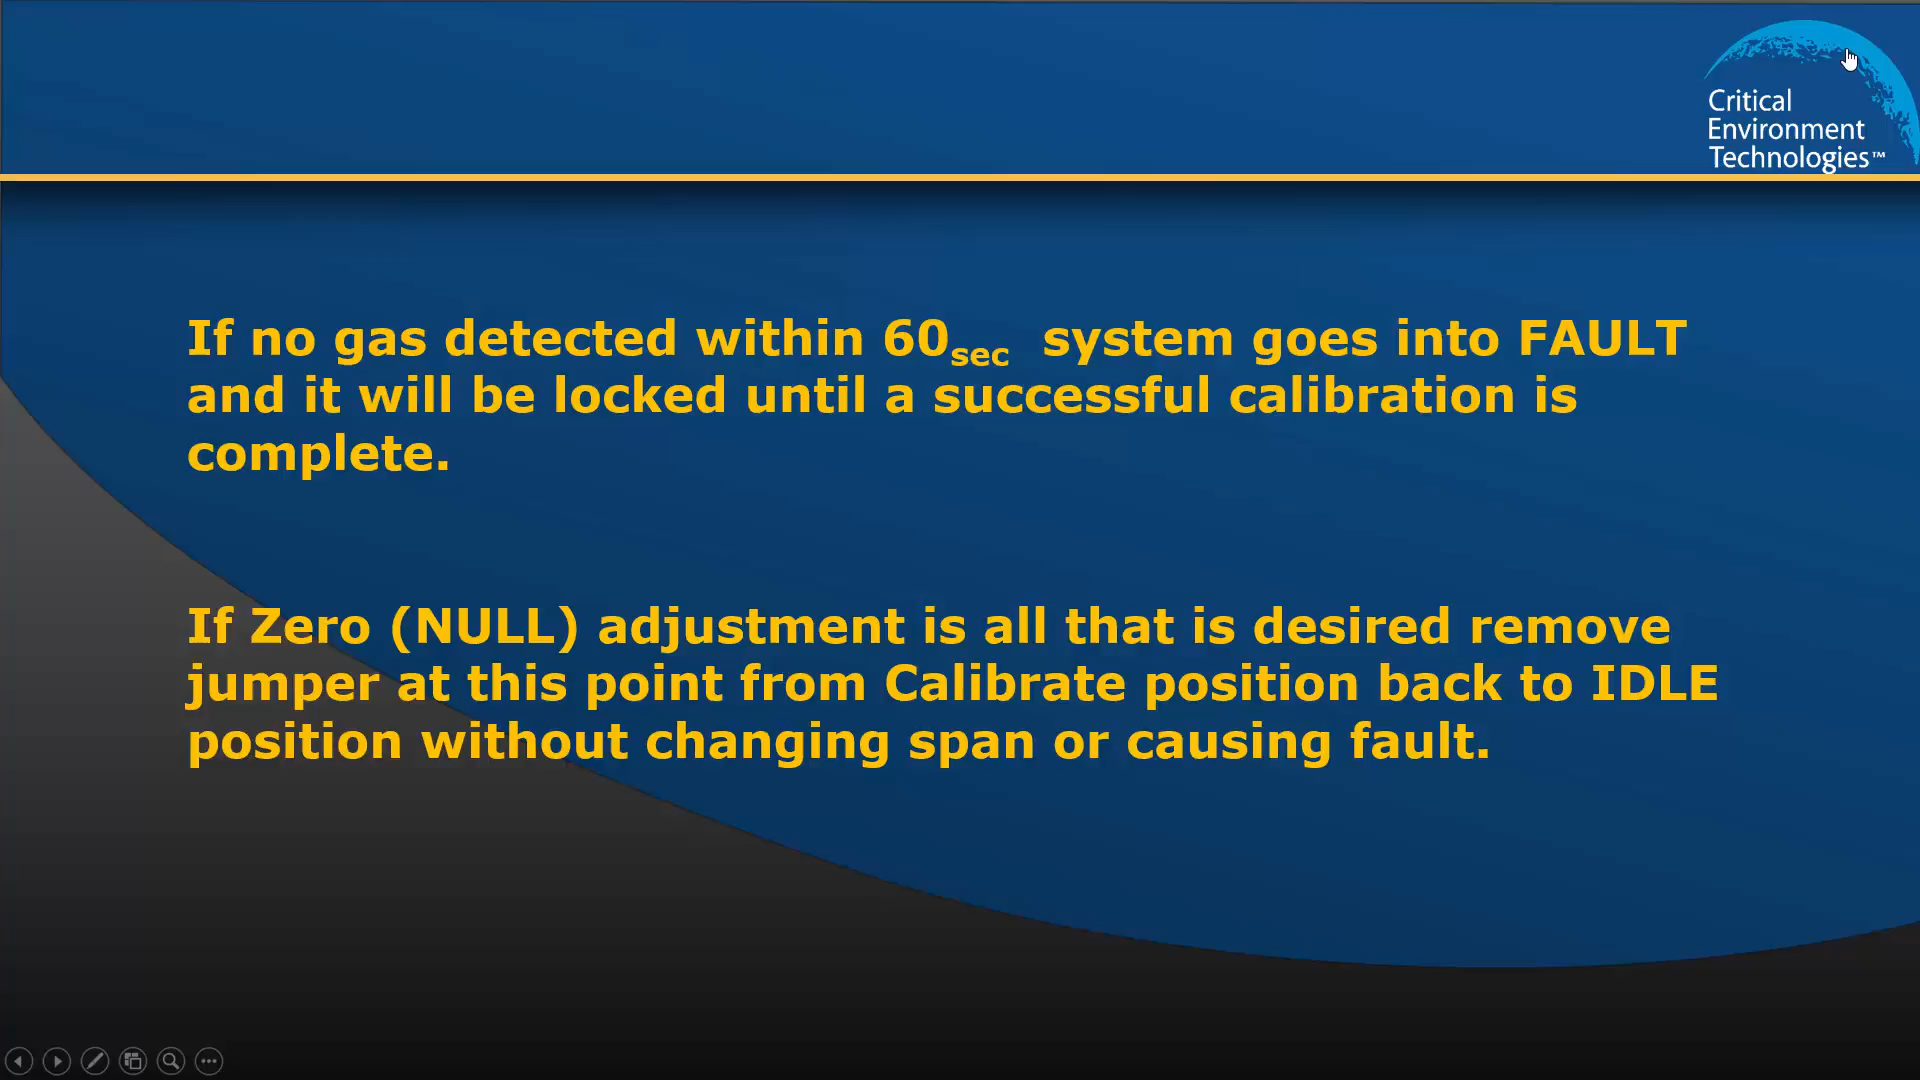 Critical
Environment
Technologies™
If no gas detected within 60sec system goes into FAULT
and it will be locked until a successful calibration is
complete.
If Zero (NULL) adjustment is all that is desired remove
jumper at this point from Calibrate position back to IDLE
position without changing span or causing fault.